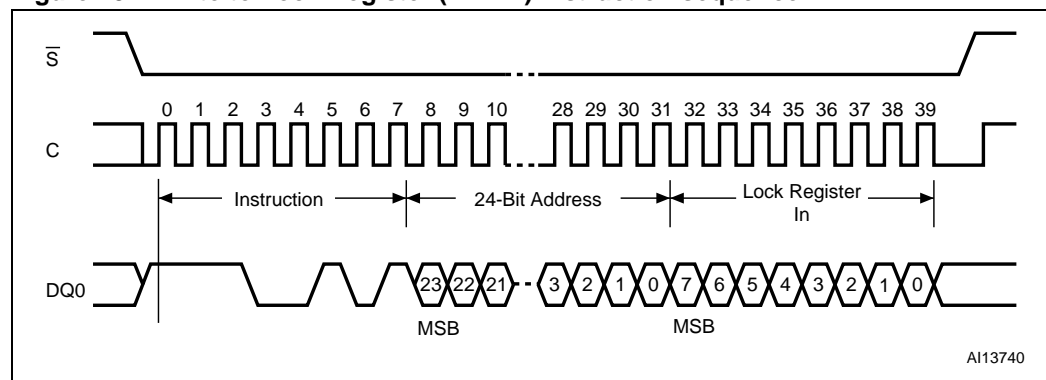 S
0 1 2 3 4 5 6 7 8 9 10 28 29 30 31 32 33 34 35 36 37 38 39
C
Instruction 24-Bit Address Lock Register
In
DQ0 23 22 21 3 2 1 0 7 6 5 4 3 2 1 0
MSB MSB
AI13740